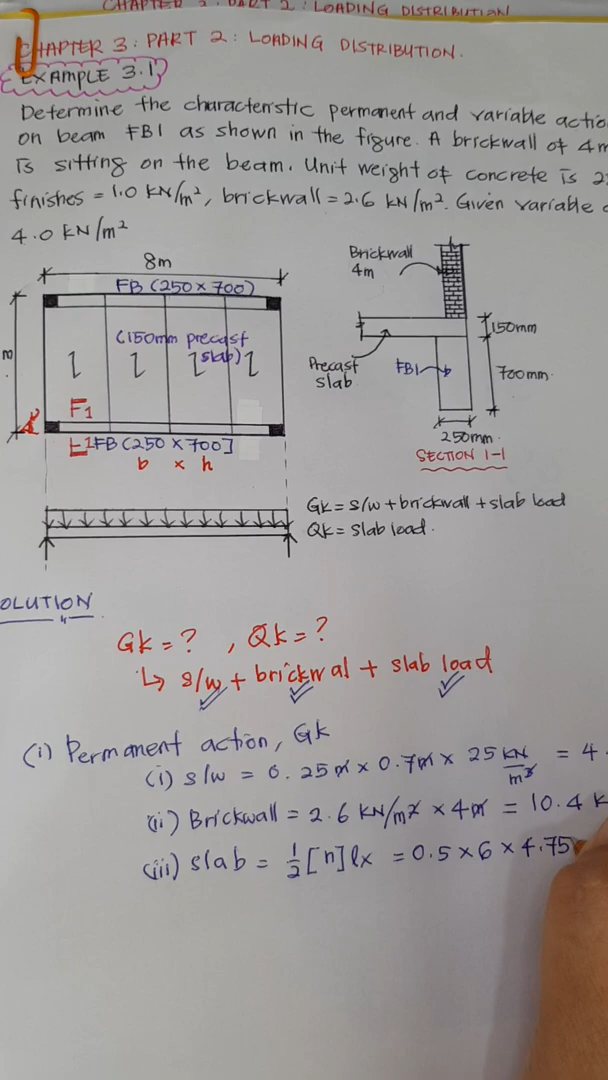 CHAPTER 3: PART 2: LOADING DISTRIBUTION
CHAPTER 3: PART 2: LOADING DISTRIBUTION.
EXAMPLE 3.1
Determine the characteristic permanent and variable actio
on beam FB1 as shown in the figure. A brickwall of 4m
is sitting on the beam. Unit weight of concrete is 2
finishes = 1.0 kN/m², brickwall = 2.6 kN/m². Given variable
4.0 kN/m²
8m
FB (250 × 700)
(150mm precast
slab)
F1
FB (250 × 700]
b × h
Brickwall
4m
150mm
Precast
slab
FB1
700mm
250mm
SECTION 1-1
Gk = s/w + brickwall + slab load
Qk = slab load.
OLUTION
Gk = ? , Qk = ?
↳ s/w + brickwal + slab load
(i) Permanent action, Gk
(i) s/w = 0.25m × 0.7m × 25 kN/m³ = 4.
(ii) Brickwall = 2.6 kN/m² × 4m = 10.4 k
(iii) slab = ½ [n] lx = 0.5 × 6 × 4.75